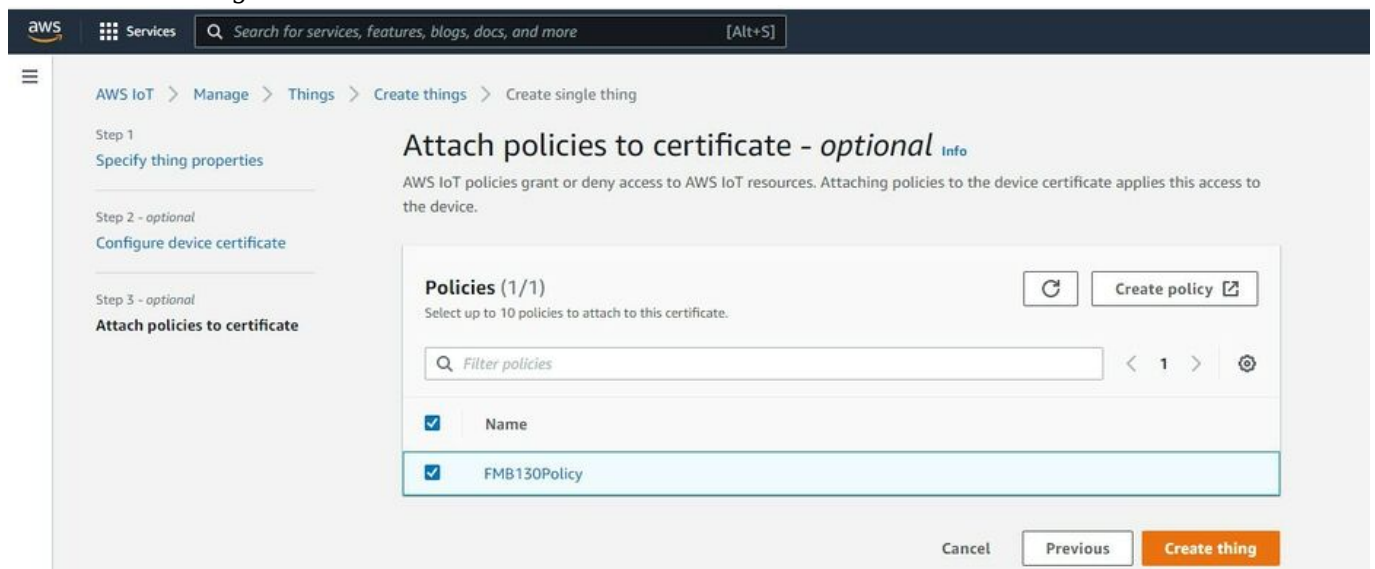 aws Services Search for services, features, blogs, docs, and more [Alt+S]
AWS IoT > Manage > Things > Create things > Create single thing
Step 1
Specify thing properties
Step 2 - optional
Configure device certificate
Step 3 - optional
Attach policies to certificate
Attach policies to certificate - optional Info
AWS IoT policies grant or deny access to AWS IoT resources. Attaching policies to the device certificate applies this access to
the device.
Policies (1/1)
Select up to 10 policies to attach to this certificate.
Create policy
Filter policies
< 1 >
Name
FMB130Policy
Cancel Previous Create thing